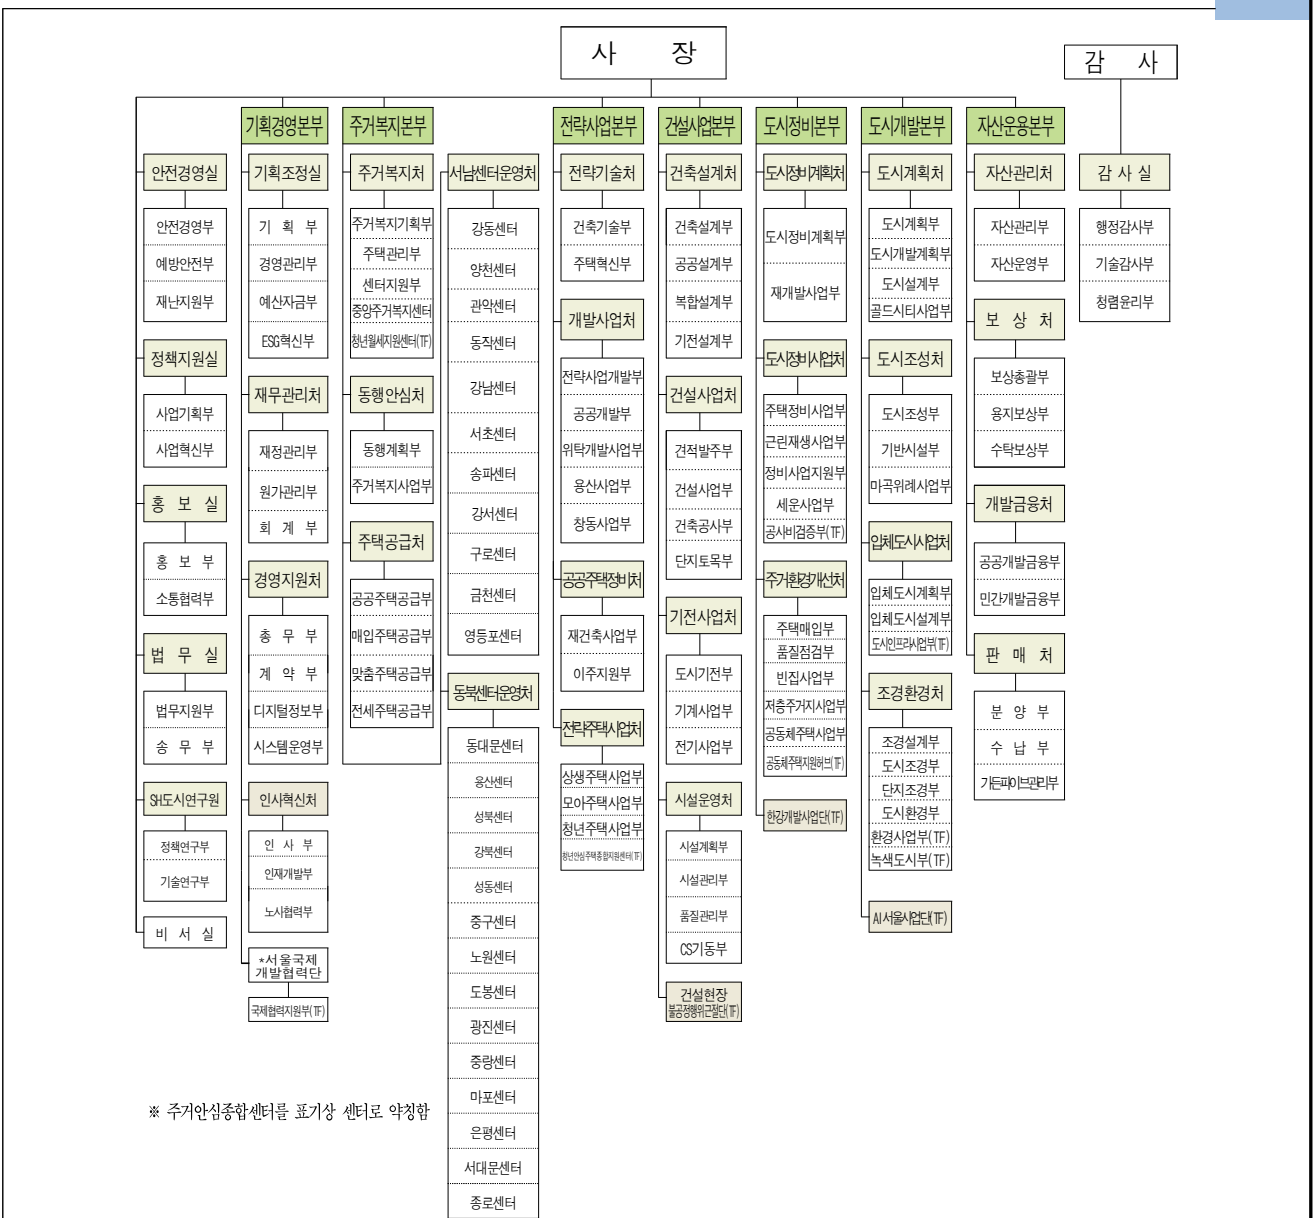 사 장
감 사
기획경영본부
주거복지본부
전략사업본부
건설사업본부
도시정비본부
도시개발본부
자산운용본부
안전경영실
안전경영부
예방안전부
재난지원부
정책지원실
사업기획부
사업혁신부
홍 보 실
홍 보 부
소통협력부
법 무 실
법무지원부
송 무 부
SH도시연구원
정책연구부
기술연구부
비 서 실
기획조정실
기 획 부
경영관리부
예산자금부
ESG혁신부
재무관리처
재정관리부
원가관리부
회 계 부
경영지원처
총 무 부
계 약 부
디지털정보부
시스템운영부
인사혁신처
인 사 부
인재개발부
노사협력부
*서울국제
개발협력단
국제협력지원부(TF)
주거복지처
주거복지기획부
주택관리부
센터지원부
중앙주거복지센터
청년월세지원센터(TF)
동행안심처
동행계획부
주거복지사업부
주택공급처
공공주택공급부
매입주택공급부
맞춤주택공급부
전세주택공급부
서남센터운영처
강동센터
양천센터
관악센터
동작센터
강남센터
서초센터
송파센터
강서센터
구로센터
금천센터
영등포센터
동북센터운영처
동대문센터
용산센터
성북센터
강북센터
성동센터
중구센터
노원센터
도봉센터
광진센터
중랑센터
마포센터
은평센터
서대문센터
종로센터
전략기술처
건축기술부
주택혁신부
개발사업처
전략사업개발부
공공개발부
위탁개발사업부
용산사업부
창동사업부
공공주택정비처
재건축사업부
이주지원부
전략주택사업처
상생주택사업부
모아주택사업부
청년주택사업부
청년안심주택종합지원센터(TF)
건축설계처
건축설계부
공공설계부
복합설계부
기전설계부
건설사업처
견적발주부
건설사업부
건축공사부
단지토목부
기전사업처
도시기전부
기계사업부
전기사업부
시설운영처
시설계획부
시설관리부
품질관리부
CS기동부
건설현장
불공정행위근절단(TF)
도시정비계획처
도시정비계획부
재개발사업부
도시정비사업처
주택정비사업부
근린재생사업부
정비사업지원부
세운사업부
공사비검증부(TF)
주거환경개선처
주택매입부
품질점검부
빈집사업부
저층주거지사업부
공동체주택사업부
공동체주택지원허브(TF)
한강개발사업단(TF)
도시계획처
도시계획부
도시개발계획부
도시설계부
골드시티사업부
도시조성처
도시조성부
기반시설부
마곡위례사업부
입체도시사업처
입체도시계획부
입체도시설계부
도시인프라사업부(TF)
조경환경처
조경설계부
도시조경부
단지조경부
도시환경부
환경사업부(TF)
녹색도시부(TF)
AI서울사업단(TF)
자산관리처
자산관리부
자산운영부
보 상 처
보상총괄부
용지보상부
수탁보상부
개발금융처
공공개발금융부
민간개발금융부
판 매 처
분 양 부
수 납 부
가든파이브관리부
감 사 실
행정감사부
기술감사부
청렴윤리부
※ 주거안심종합센터를 표기상 센터로 약칭함